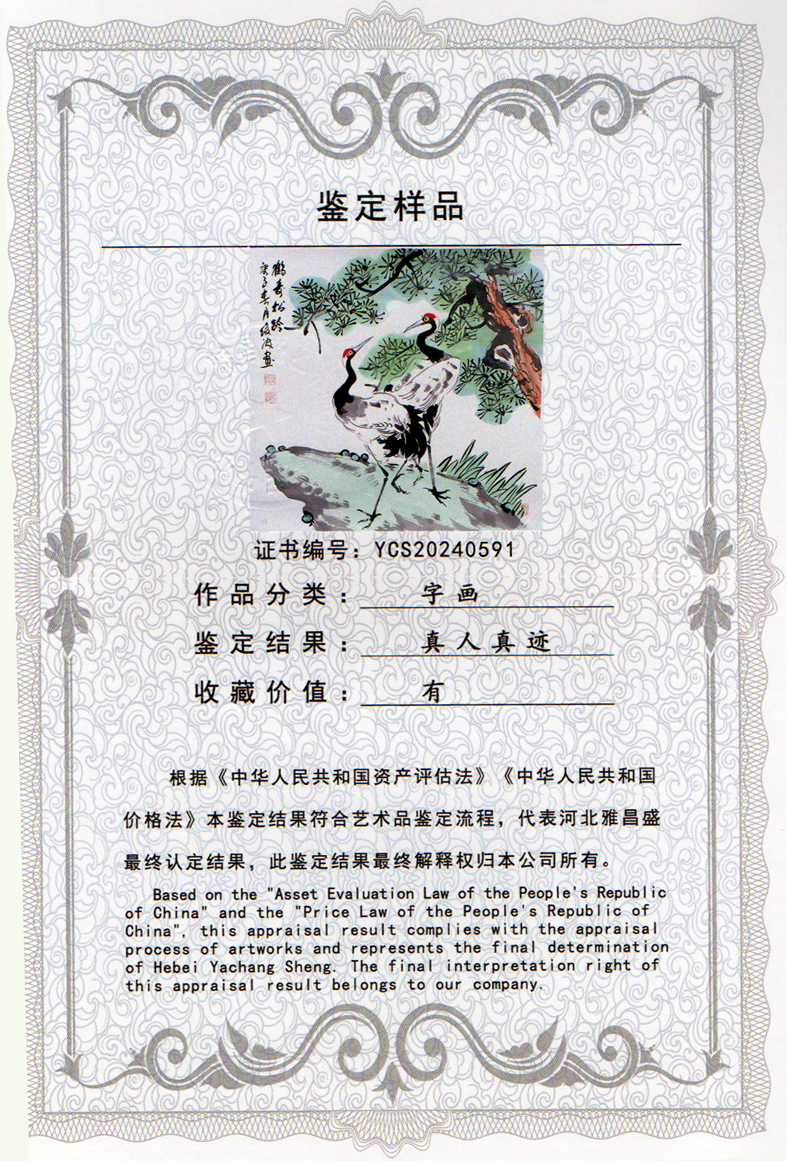 鉴定样品
鹤寿松龄
证书编号：YCS20240591
作品分类：字画
鉴定结果：真人真迹
收藏价值：有
根据《中华人民共和国资产评估法》《中华人民共和国
价格法》本鉴定结果符合艺术品鉴定流程，代表河北雅昌盛
最终认定结果，此鉴定结果最终解释权归本公司所有。
Based on the "Asset Evaluation Law of the People's Republic
of China" and the "Price Law of the People's Republic of
China", this appraisal result complies with the appraisal
process of artworks and represents the final determination
of Hebei Yachang Sheng. The final interpretation right of
this appraisal result belongs to our company.